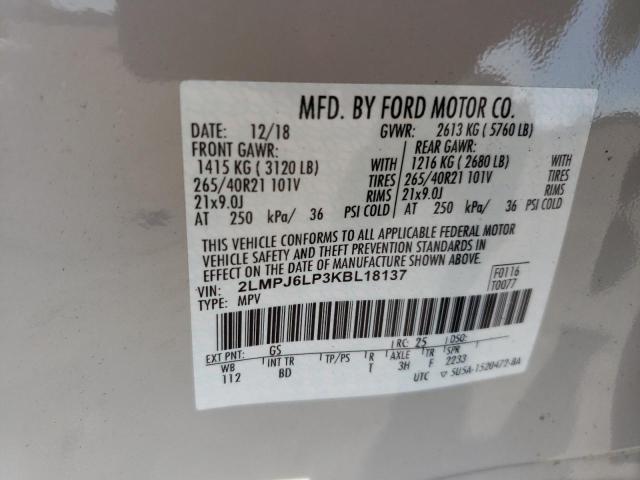 MFD. BY FORD MOTOR CO.
DATE: 12/18 GVWR: 2613 KG ( 5760 LB)
FRONT GAWR: REAR GAWR:
1415 KG ( 3120 LB) WITH 1216 KG ( 2680 LB) WITH
265/40R21 101V TIRES 265/40R21 101V TIRES
21x9.0J RIMS 21x9.0J RIMS
AT 250 kPa/ 36 PSI COLD AT 250 kPa/ 36 PSI COLD
THIS VEHICLE CONFORMS TO ALL APPLICABLE FEDERAL MOTOR
VEHICLE SAFETY AND THEFT PREVENTION STANDARDS IN
EFFECT ON THE DATE OF MANUFACTURE SHOWN ABOVE.
VIN: 2LMPJ6LP3KBL18137 F0116
TYPE: MPV T0077
EXT PNT: GS RC: 25 DSO:
WB INT TR TP/PS R AXLE TR SPR
112 BD T 3H F 2233
UTC ▽ 5U5A-1520472-BA